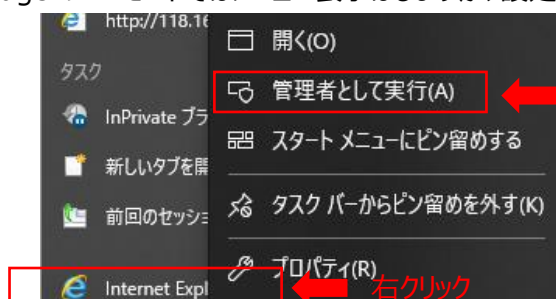 http://118.16
タスク
InPrivate ブラ
新しいタブを開
前回のセッショ
Internet Expl
開く(O)
管理者として実行(A)
スタート メニューにピン留めする
タスク バーからピン留めを外す(K)
プロパティ(R)
右クリック